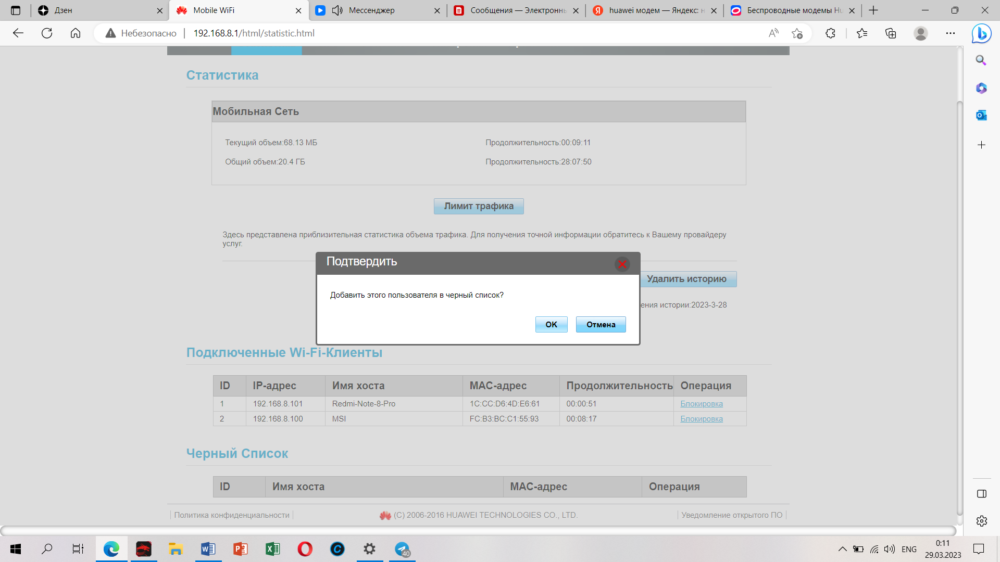 Дзен
Mobile WiFi
Мессенджер
Сообщения — Электронны
huawei модем — Яндекс: н
Беспроводные модемы Hu
Небезопасно
192.168.8.1/html/statistic.html
Статистика
Мобильная Сеть
Текущий объем:68.13 МБ
Продолжительность:00:09:11
Общий объем:20.4 ГБ
Продолжительность:28:07:50
Лимит трафика
Здесь представлена приблизительная статистика объема трафика. Для получения точной информации обратитесь к Вашему провайдеру
услуг.
Подтвердить
Удалить историю
Добавить этого пользователя в черный список?
ения истории:2023-3-28
OK
Отмена
Подключенные Wi-Fi-Клиенты
ID IP-адрес Имя хоста MAC-адрес Продолжительность Операция
1 192.168.8.101 Redmi-Note-8-Pro 1C:CC:D6:4D:E6:61 00:00:51 Блокировка
2 192.168.8.100 MSI FC:B3:BC:C1:55:93 00:08:17 Блокировка
Черный Список
ID Имя хоста MAC-адрес Операция
Политика конфиденциальности
(C) 2006-2016 HUAWEI TECHNOLOGIES CO., LTD.
Уведомление открытого ПО
40
ENG
0:11
29.03.2023